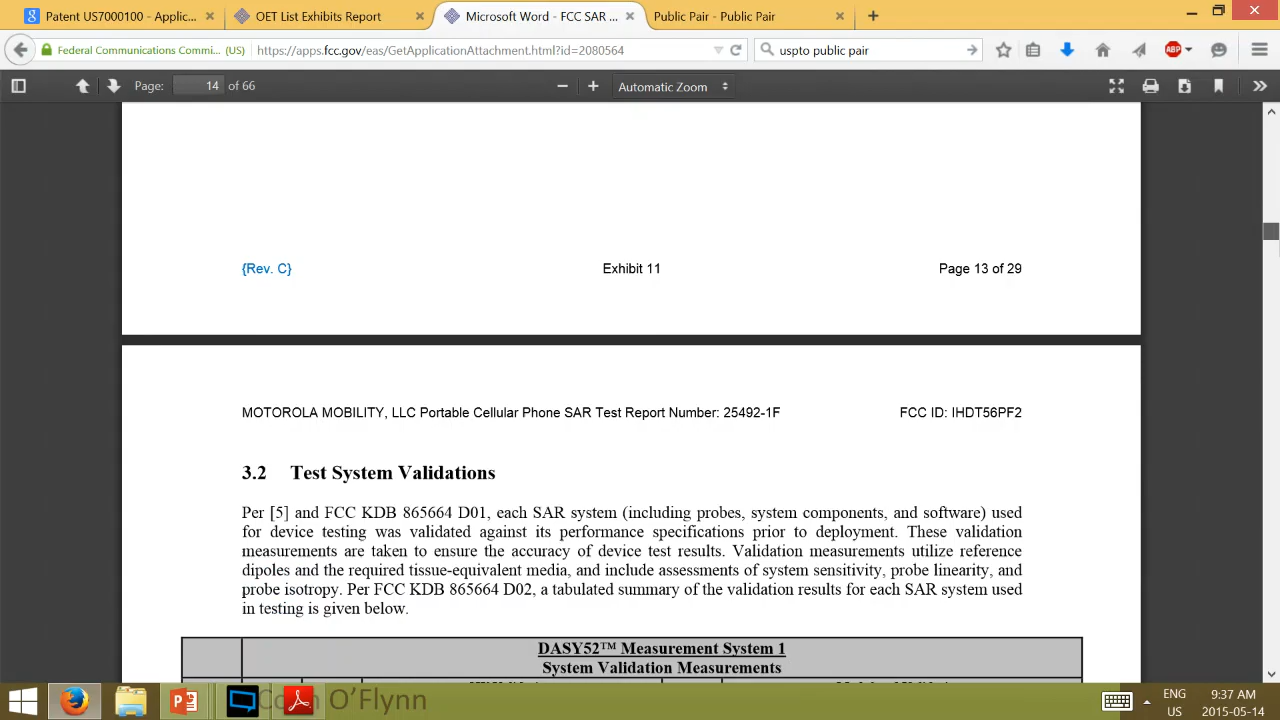 Patent US7000100 - Applic...
OET List Exhibits Report
Microsoft Word - FCC SAR ...
Public Pair - Public Pair
Federal Communications Commi... (US)
https://apps.fcc.gov/eas/GetApplicationAttachment.html?id=2080564
uspto public pair
ABP
Page: 14 of 66
Automatic Zoom
{Rev. C}
Exhibit 11
Page 13 of 29
MOTOROLA MOBILITY, LLC Portable Cellular Phone SAR Test Report Number: 25492-1F
FCC ID: IHDT56PF2
3.2 Test System Validations
Per [5] and FCC KDB 865664 D01, each SAR system (including probes, system components, and software) used
for device testing was validated against its performance specifications prior to deployment. These validation
measurements are taken to ensure the accuracy of device test results. Validation measurements utilize reference
dipoles and the required tissue-equivalent media, and include assessments of system sensitivity, probe linearity, and
probe isotropy. Per FCC KDB 865664 D02, a tabulated summary of the validation results for each SAR system used
in testing is given below.
DASY52™ Measurement System 1
System Validation Measurements
O'Flynn
ENG
US
9:37 AM
2015-05-14